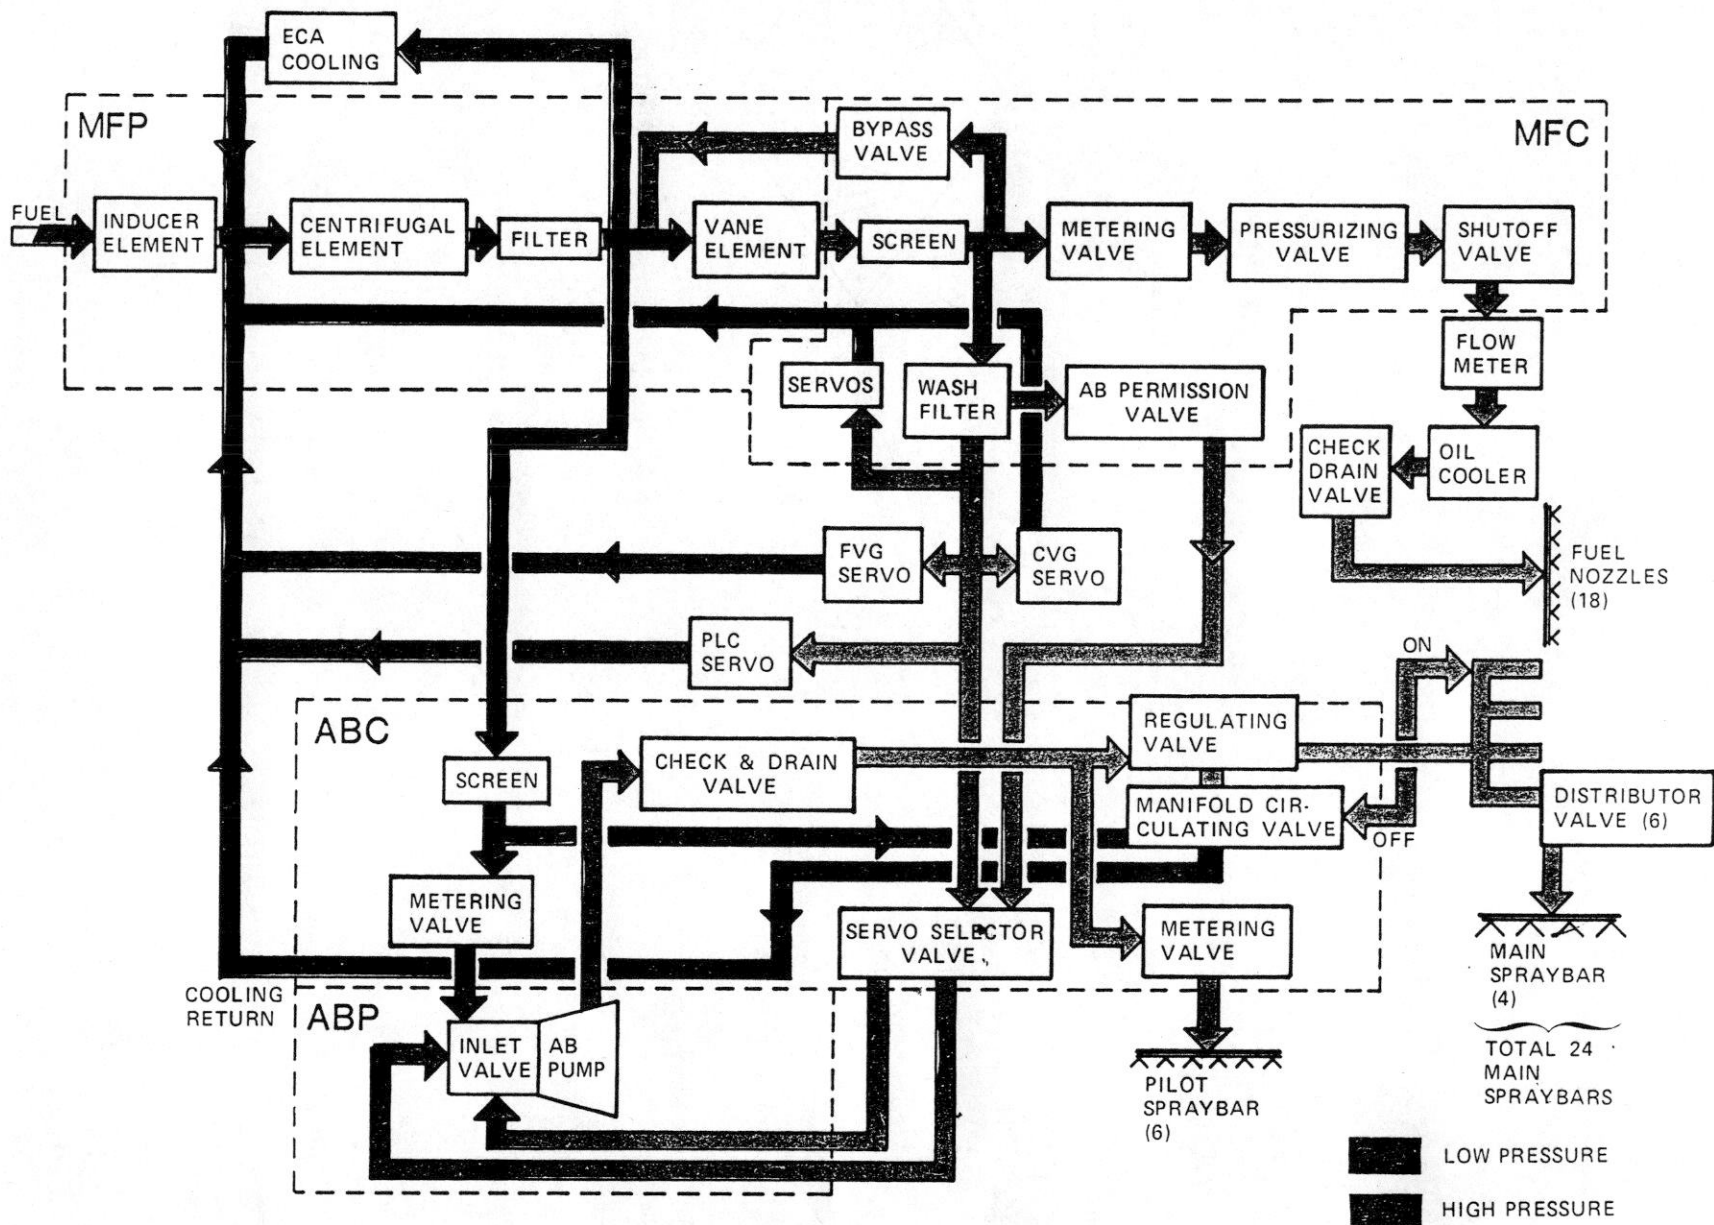 ECA
COOLING
MFP
BYPASS
VALVE
MFC
FUEL
INDUCER
ELEMENT
CENTRIFUGAL
ELEMENT
FILTER
VANE
ELEMENT
SCREEN
METERING
VALVE
PRESSURIZING
VALVE
SHUTOFF
VALVE
FLOW
METER
SERVOS
WASH
FILTER
AB PERMISSION
VALVE
CHECK
DRAIN
VALVE
OIL
COOLER
FVG
SERVO
CVG
SERVO
FUEL
NOZZLES
(18)
PLC
SERVO
ON
ABC
REGULATING
VALVE
CHECK & DRAIN
VALVE
SCREEN
MANIFOLD CIR-
CULATING VALVE
OFF
DISTRIBUTOR
VALVE (6)
METERING
VALVE
SERVO SELECTOR
VALVE
METERING
VALVE
MAIN
SPRAYBAR
(4)
COOLING
RETURN
ABP
INLET
VALVE
AB
PUMP
TOTAL 24
MAIN
SPRAYBARS
PILOT
SPRAYBAR
(6)
LOW PRESSURE
HIGH PRESSURE